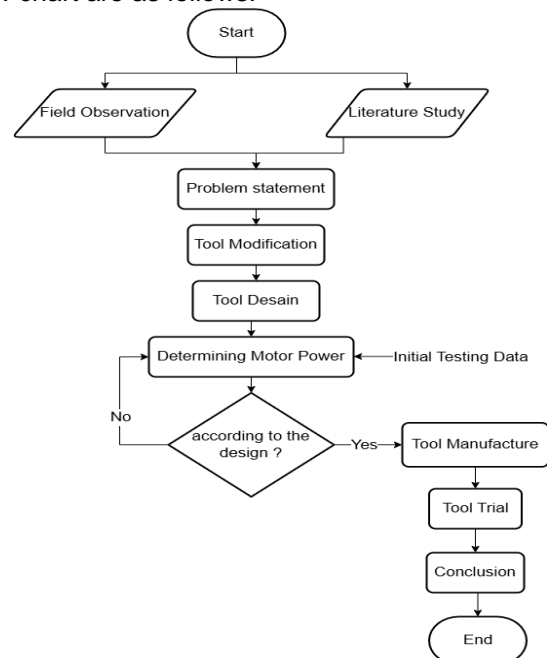 chart are as follows:
Start
Field Observation
Literature Study
Problem statement
Tool Modification
Tool Desain
Determining Motor Power
Initial Testing Data
No
according to the
design ?
Yes
Tool Manufacture
Tool Trial
Conclusion
End